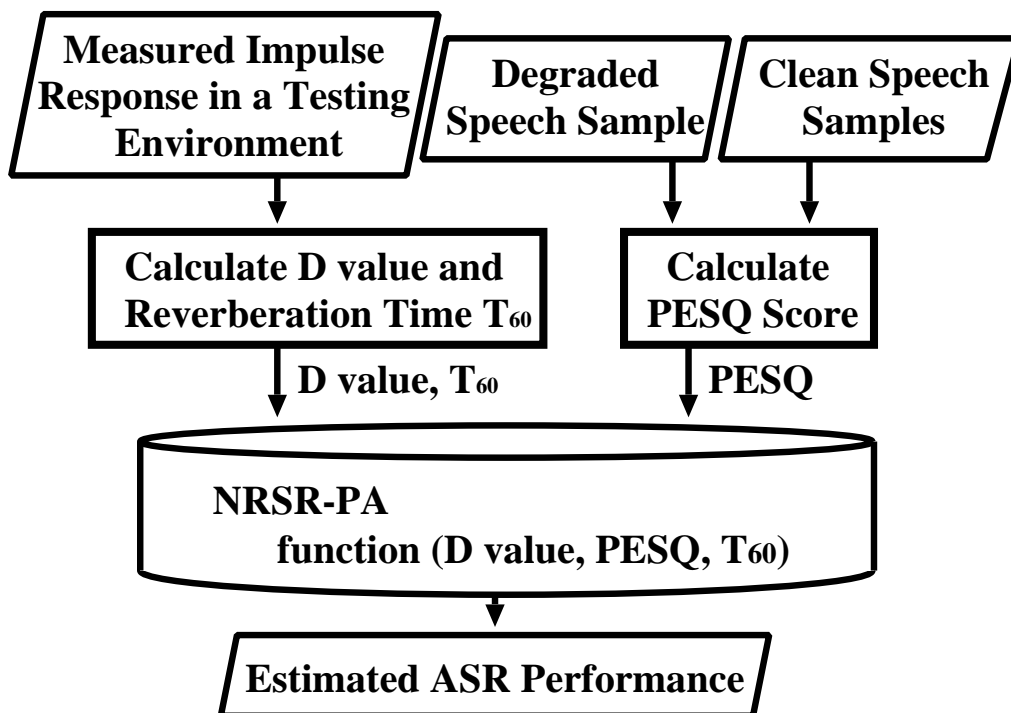 Measured Impulse
Response in a Testing
Environment
Degraded
Speech Sample
Clean Speech
Samples
Calculate D value and
Reverberation Time T60
Calculate
PESQ Score
D value, T60
PESQ
NRSR-PA
function (D value, PESQ, T60)
Estimated ASR Performance